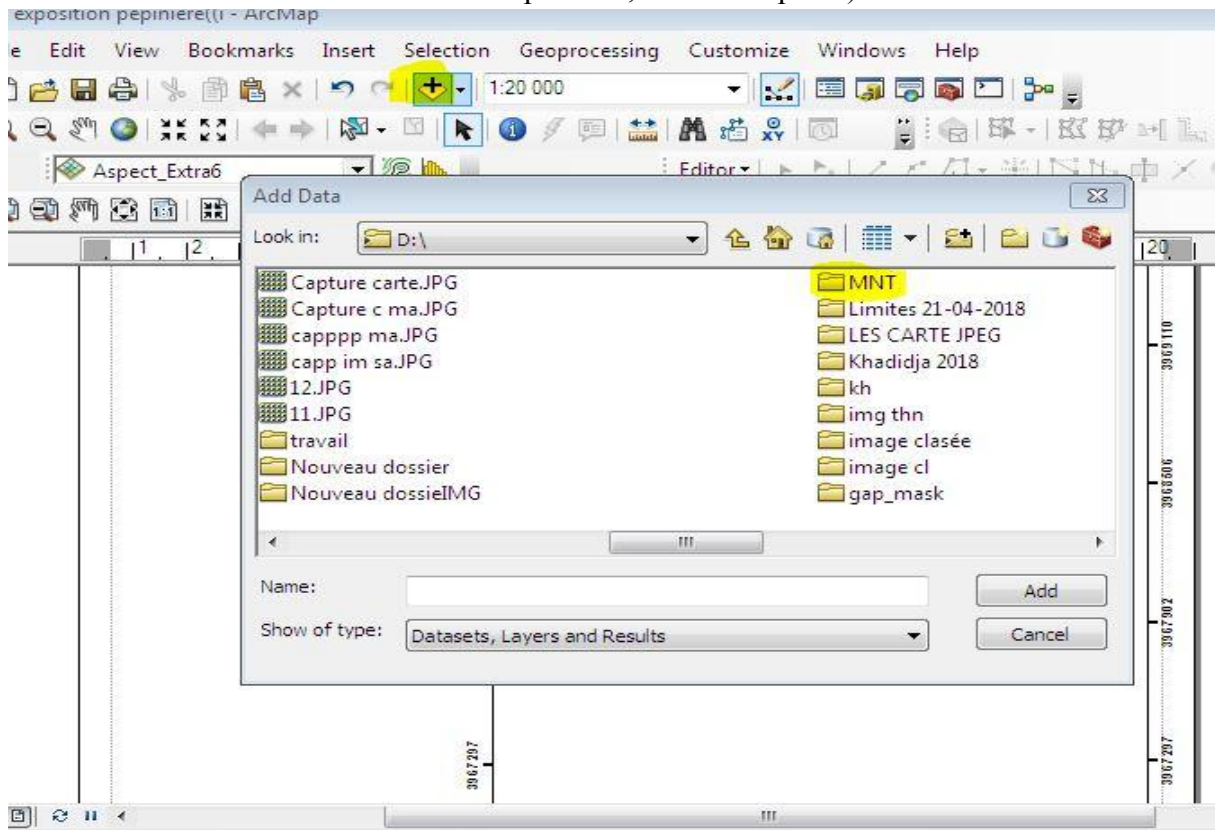 exposition pepiniere((i - ArcMap
e Edit View Bookmarks Insert Selection Geoprocessing Customize Windows Help
1:20 000
Aspect_Extra6
Editor
Add Data
Look in: D:\
1 2 20
Capture carte.JPG
Capture c ma.JPG
capppp ma.JPG
capp im sa.JPG
12.JPG
11.JPG
travail
Nouveau dossier
Nouveau dossieIMG
MNT
Limites 21-04-2018
LES CARTE JPEG
Khadidja 2018
kh
img thn
image clasée
image cl
gap_mask
Name:
Add
Show of type: Datasets, Layers and Results
Cancel
3969110
3968506
3967902
3967297
3967297